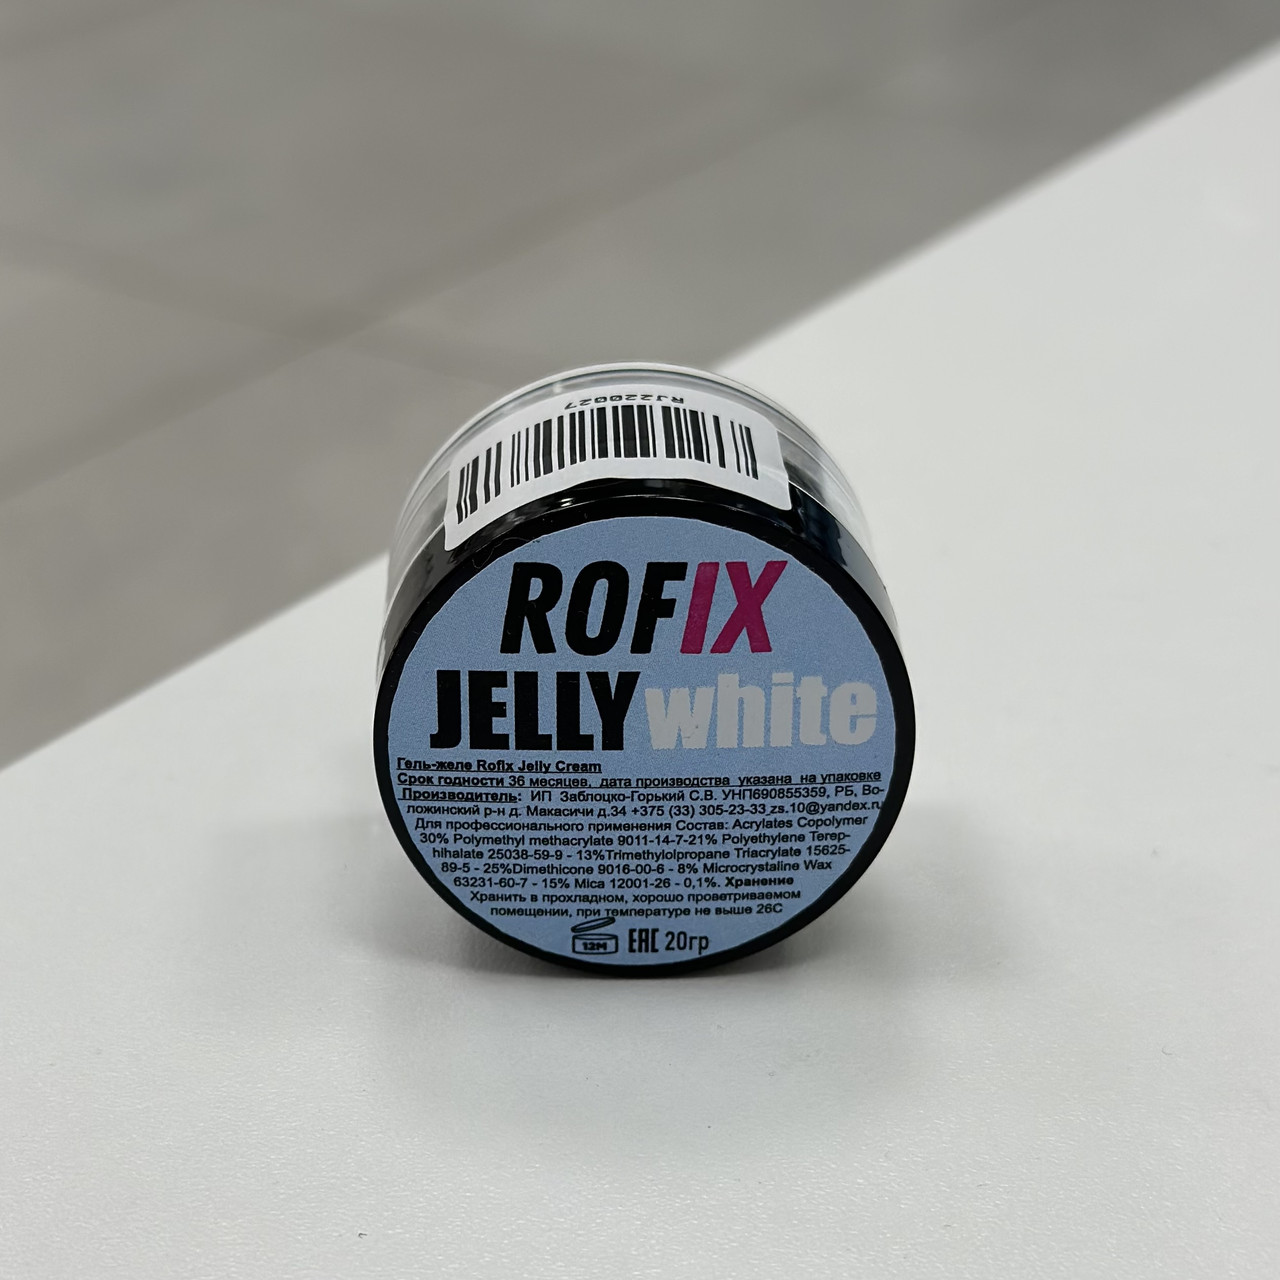 RJ220027
ROFIX
JELLY white
Гель-желе Rofix Jelly Cream
Срок годности 36 месяцев, дата производства указана на упаковке
Производитель: ИП Заблоцко-Горький С.В. УНП690855359, РБ, Во-
ложинский р-н д. Макасичи д.34 +375 (33) 305-23-33 zs.10@yandex.ru
Для профессионального применения Состав: Acrylates Copolymer
30% Polymethyl methacrylate 9011-14-7-21% Polyethylene Terep-
hihalate 25038-59-9 - 13%Trimethylolpropane Triacrylate 15625-
89-5 - 25%Dimethicone 9016-00-6 - 8% Microcrystaline Wax
63231-60-7 - 15% Mica 12001-26 - 0,1%. Хранение
Хранить в прохладном, хорошо проветриваемом
помещении, при температуре не выше 26С
12M EAC 20гр